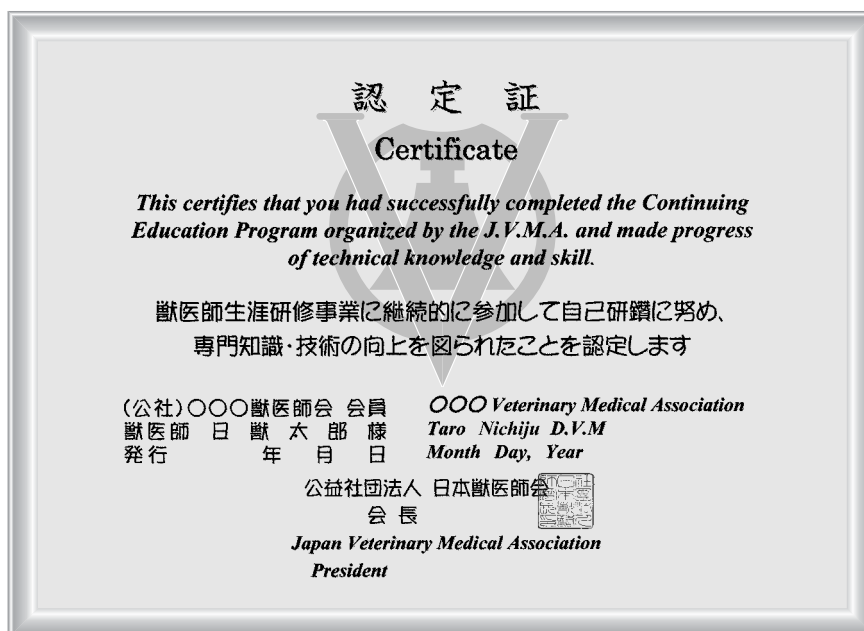 認 定 証
Certificate
This certifies that you had successfully completed the Continuing
Education Program organized by the J.V.M.A. and made progress
of technical knowledge and skill.
獣医師生涯研修事業に継続的に参加して自己研鑽に努め、
専門知識・技術の向上を図られたことを認定します
(公社)〇〇〇獣医師会 会員
獣医師 日 獣 太 郎 様
発行 年 月 日
〇〇〇 Veterinary Medical Association
Taro Nichiju D.V.M
Month Day, Year
公益社団法人 日本獣医師会
会 長
Japan Veterinary Medical Association
President